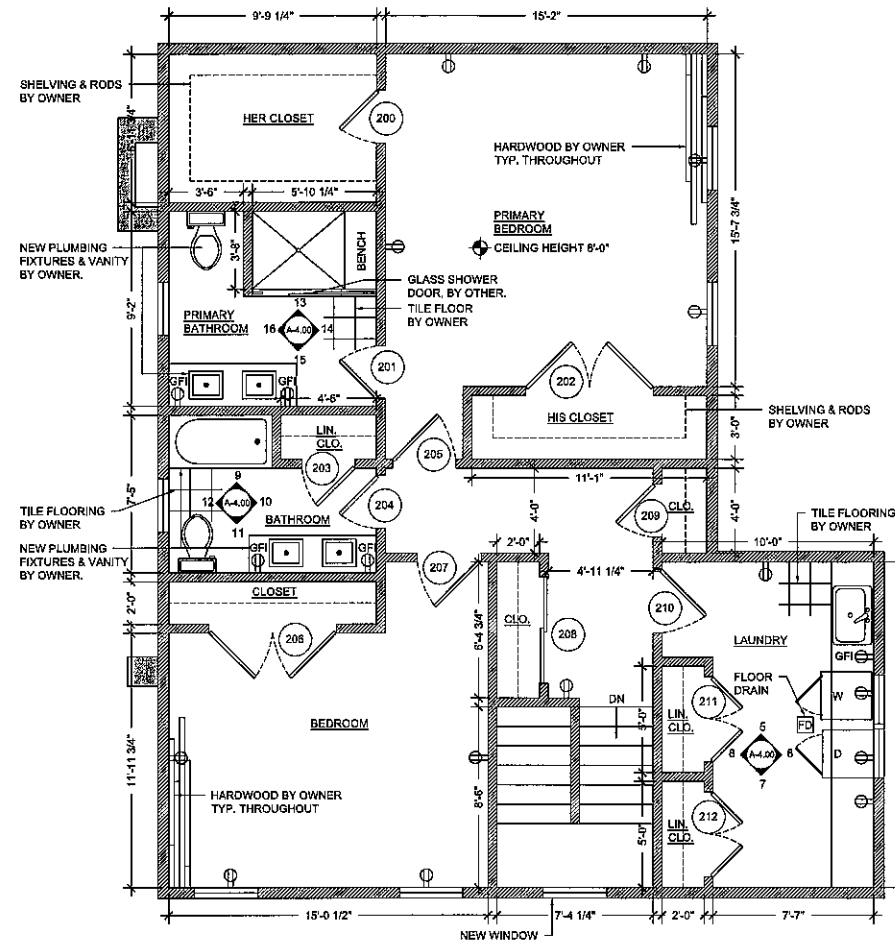 9'-9 1/4"
15'-2"
SHELVING & RODS
BY OWNER
HER CLOSET
200
HARDWOOD BY OWNER
TYP. THROUGHOUT
3'-6"
5'-10 1/4"
PRIMARY
BEDROOM
CEILING HEIGHT 8'-0"
15'-7 3/4"
NEW PLUMBING
FIXTURES & VANITY
BY OWNER.
3'-6"
BENCH
GLASS SHOWER
DOOR, BY OTHER.
TILE FLOOR
BY OWNER
9'-2"
PRIMARY
BATHROOM
13
16
A-4.00
14
15
201
GFI
GFI
4'-6"
202
HIS CLOSET
SHELVING & RODS
BY OWNER
3'-0"
LIN.
CLO.
203
205
11'-1"
7'-5"
9
12
A-4.00
10
11
BATHROOM
204
TILE FLOORING
BY OWNER
NEW PLUMBING
FIXTURES & VANITY
BY OWNER.
GFI
GFI
4'-0"
209
CLO.
4'-0"
TILE FLOORING
BY OWNER
2'-0"
10'-0"
207
4'-11 1/4"
CLOSET
2'-0"
206
CLO.
208
210
LAUNDRY
GFI
6'-4 3/4"
FLOOR
DRAIN
FD
W
D
211
LIN.
CLO.
5'-0"
DN
5
8
A-4.00
6
7
BEDROOM
11'-11 3/4"
HARDWOOD BY OWNER
TYP. THROUGHOUT
8'-6"
212
LIN.
CLO.
5'-0"
15'-0 1/2"
7'-4 1/4"
2'-0"
7'-7"
NEW WINDOW